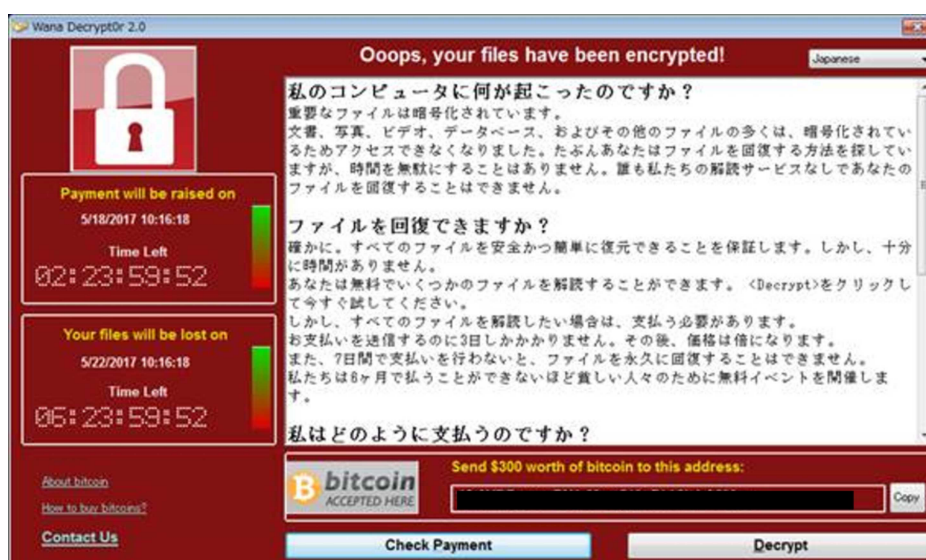 Wana Decrypt0r 2.0
Ooops, your files have been encrypted!
Japanese
私のコンピュータに何が起こったのですか？
重要なファイルは暗号化されています。
文書、写真、ビデオ、データベース、およびその他のファイルの多くは、暗号化されてい
るためアクセスできなくなりました。たぶんあなたはファイルを回復する方法を探してい
ますが、時間を無駄にすることはありません。誰も私たちの解読サービスなしであなたの
ファイルを回復することはできません。
ファイルを回復できますか？
確かに。すべてのファイルを安全かつ簡単に復元できることを保証します。しかし、十分
に時間がありません。
あなたは無料でいくつかのファイルを解読することができます。 <Decrypt>をクリックし
て今すぐ試してください。
しかし、すべてのファイルを解読したい場合は、支払う必要があります。
お支払いを送信するのに3日しかかかりません。その後、価格は倍になります。
また、7日間で支払いを行わないと、ファイルを永久に回復することはできません。
私たちは6ヶ月で払うことができないほど貧しい人々のために無料イベントを開催しま
す。
私はどのように支払うのですか？
Payment will be raised on
5/18/2017 10:16:18
Time Left
02:23:59:52
Your files will be lost on
5/22/2017 10:16:18
Time Left
06:23:59:52
About bitcoin
How to buy bitcoins?
Contact Us
bitcoin
ACCEPTED HERE
Send $300 worth of bitcoin to this address:
Copy
Check Payment
Decrypt